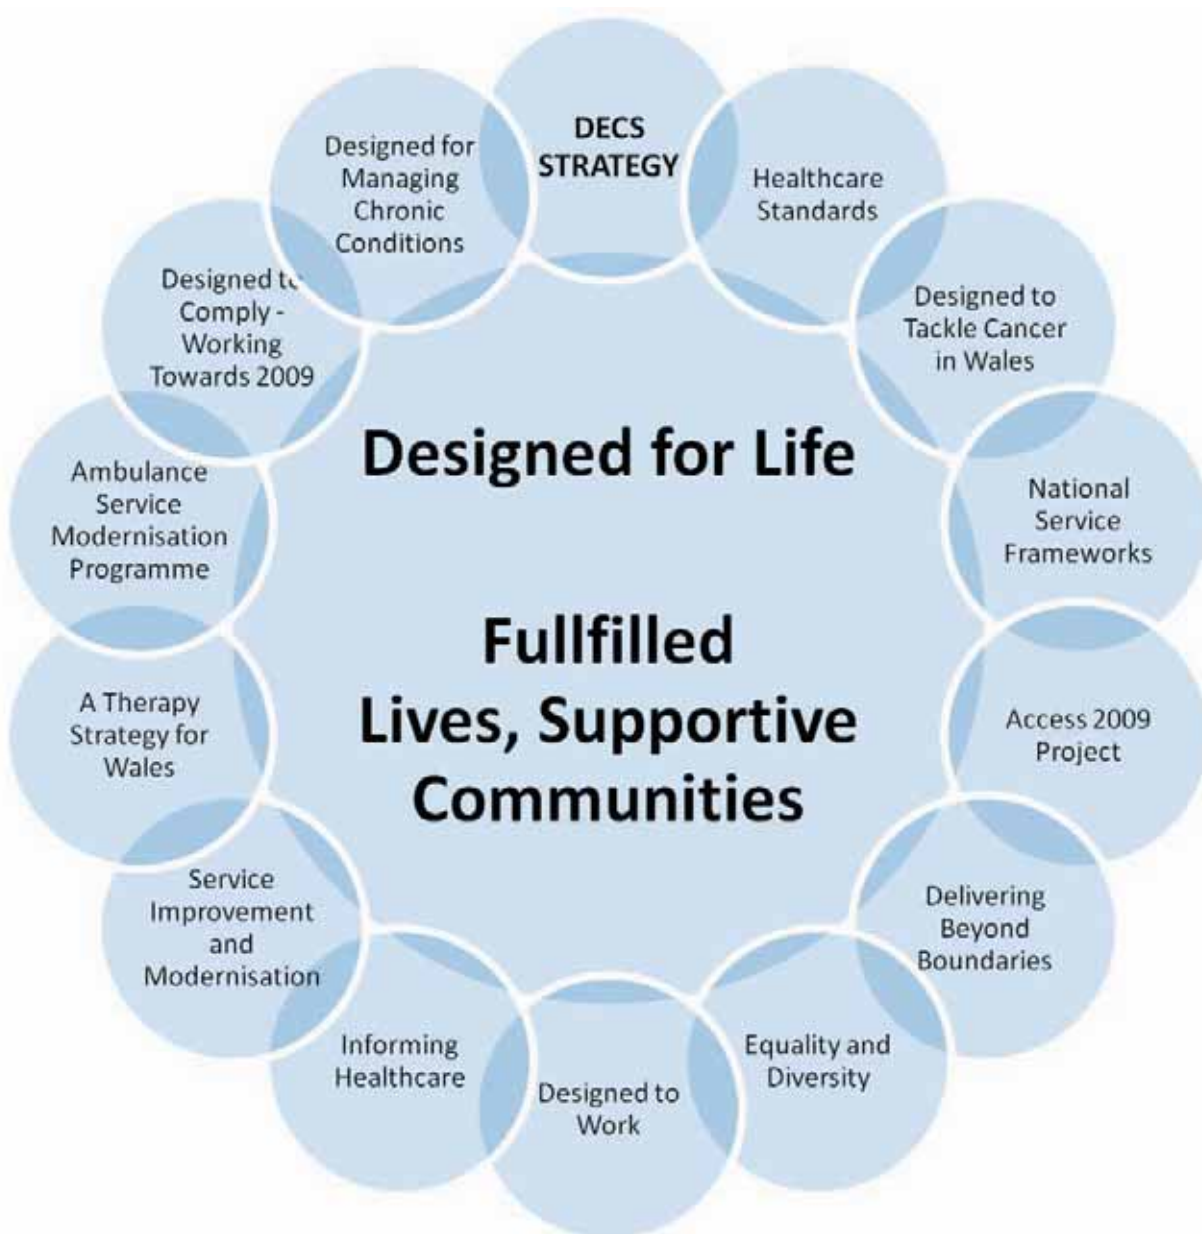 DECS
STRATEGY
Healthcare
Standards
Designed to
Tackle Cancer
in Wales
National
Service
Frameworks
Access 2009
Project
Delivering
Beyond
Boundaries
Equality and
Diversity
Designed to
Work
Informing
Healthcare
Service
Improvement
and
Modernisation
A Therapy
Strategy for
Wales
Ambulance
Service
Modernisation
Programme
Designed to
Comply -
Working
Towards 2009
Designed for
Managing
Chronic
Conditions
Designed for Life
Fullfilled
Lives, Supportive
Communities